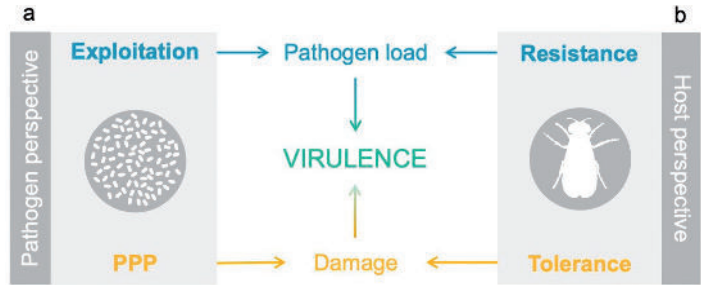 a
b
Pathogen perspective
Exploitation
Pathogen load
Resistance
Host perspective
VIRULENCE
PPP
Damage
Tolerance